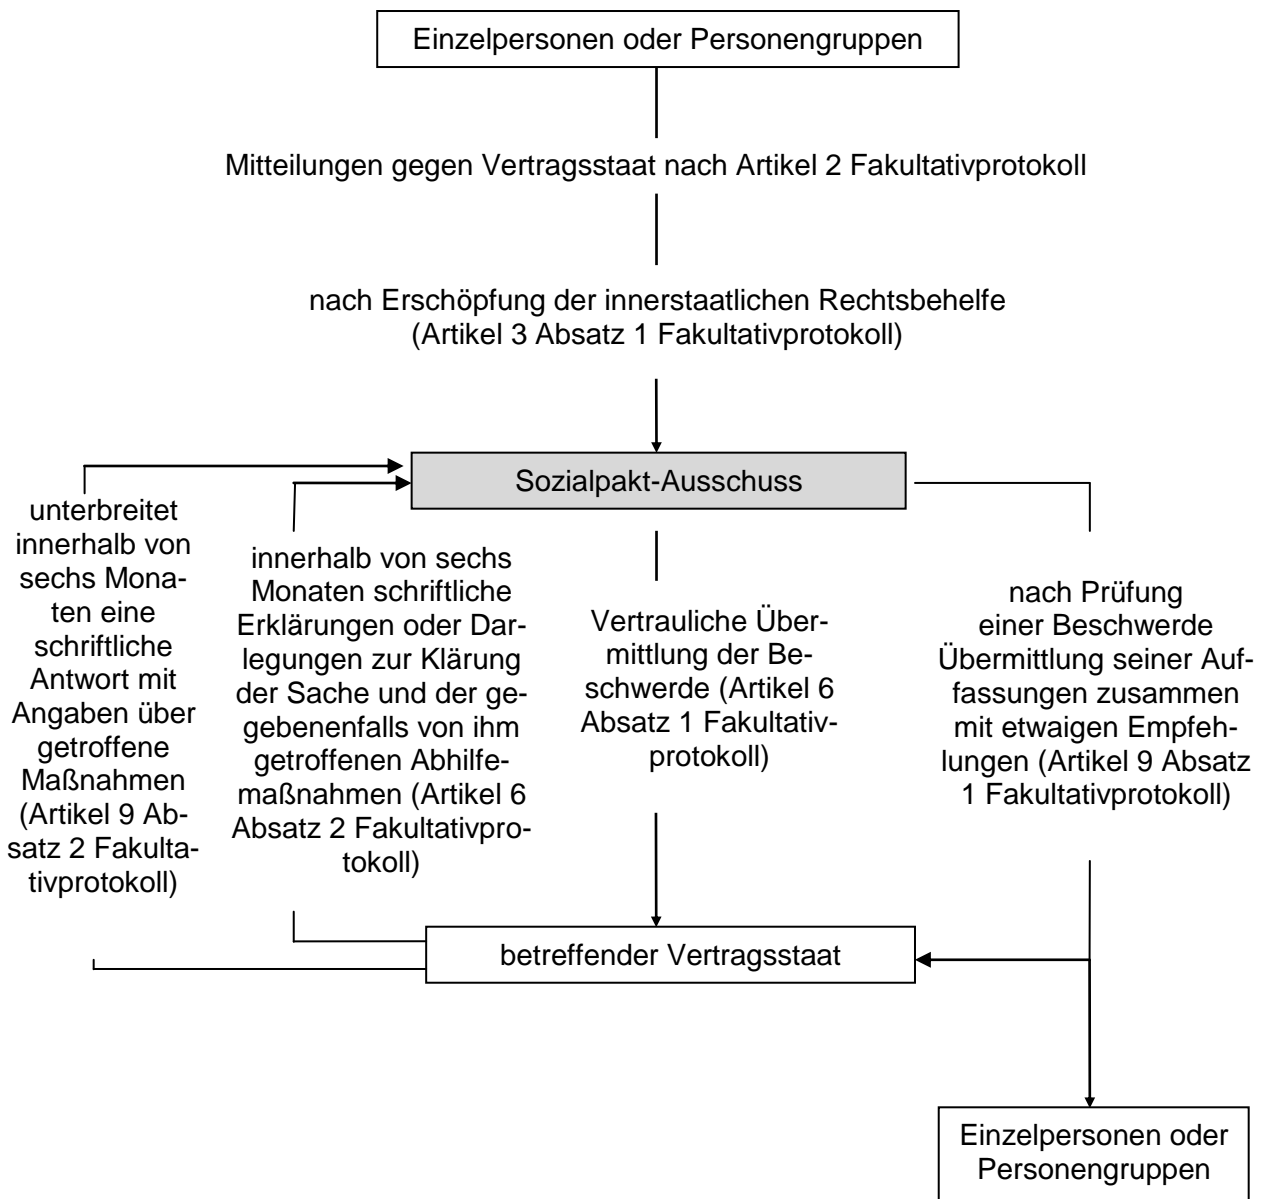 Einzelpersonen oder Personengruppen
Mitteilungen gegen Vertragsstaat nach Artikel 2 Fakultativprotokoll
nach Erschöpfung der innerstaatlichen Rechtsbehelfe
(Artikel 3 Absatz 1 Fakultativprotokoll)
Sozialpakt-Ausschuss
unterbreitet
innerhalb von
sechs Mona-
ten eine
schriftliche
Antwort mit
Angaben über
getroffene
Maßnahmen
(Artikel 9 Ab-
satz 2 Fakulta-
tivprotokoll)
innerhalb von sechs
Monaten schriftliche
Erklärungen oder Dar-
legungen zur Klärung
der Sache und der ge-
gebenenfalls von ihm
getroffenen Abhilfe-
maßnahmen (Artikel 6
Absatz 2 Fakultativpro-
tokoll)
Vertrauliche Über-
mittlung der Be-
schwerde (Artikel 6
Absatz 1 Fakultativ-
protokoll)
nach Prüfung
einer Beschwerde
Übermittlung seiner Auf-
fassungen zusammen
mit etwaigen Empfeh-
lungen (Artikel 9 Absatz
1 Fakultativprotokoll)
betreffender Vertragsstaat
Einzelpersonen oder
Personengruppen